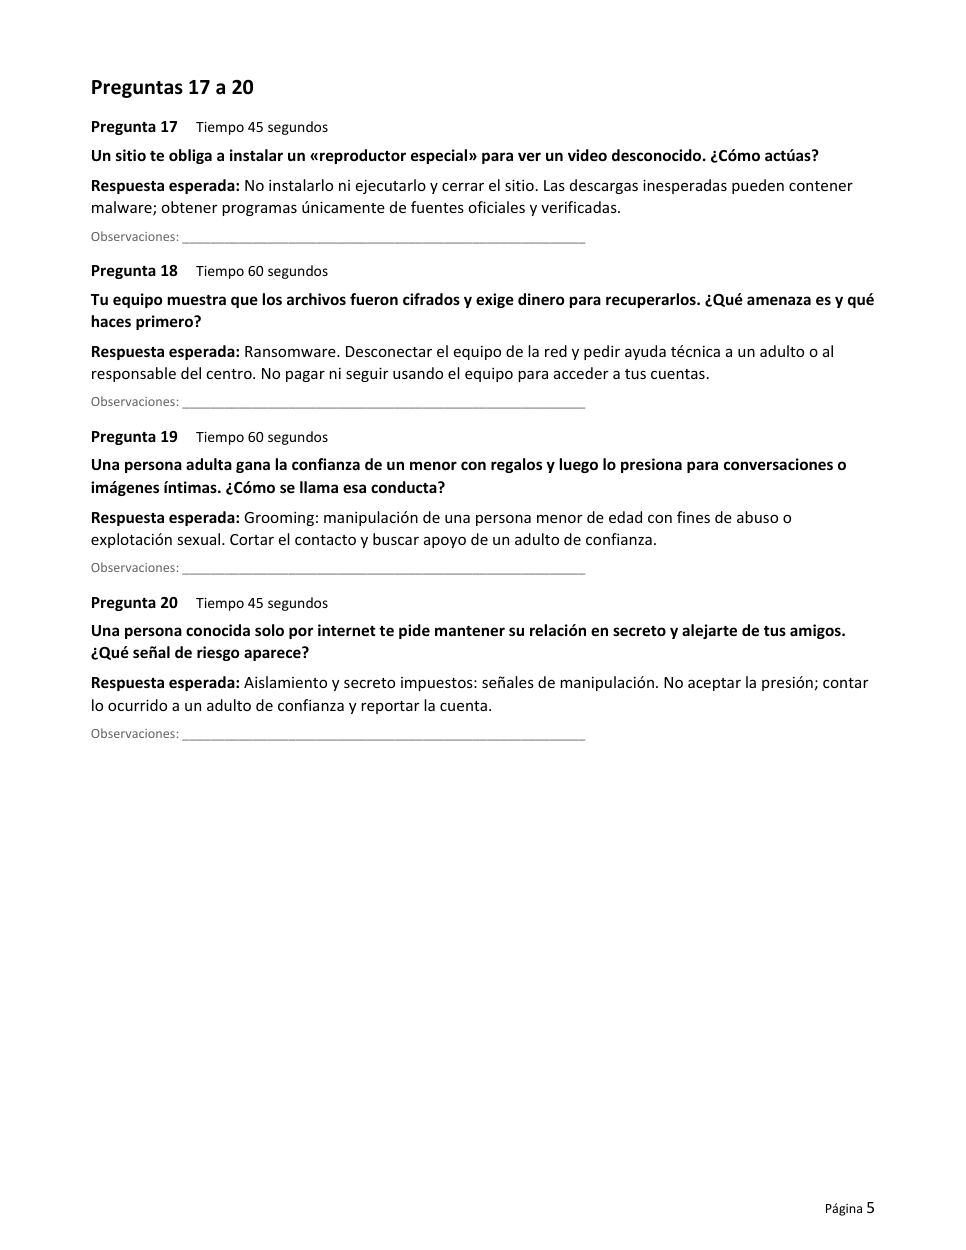 Preguntas 17 a 20
Pregunta 17 Tiempo 45 segundos
Un sitio te obliga a instalar un «reproductor especial» para ver un video desconocido. ¿Cómo actúas?
Respuesta esperada: No instalarlo ni ejecutarlo y cerrar el sitio. Las descargas inesperadas pueden contener
malware; obtener programas únicamente de fuentes oficiales y verificadas.
Observaciones: ______________________________________________________
Pregunta 18 Tiempo 60 segundos
Tu equipo muestra que los archivos fueron cifrados y exige dinero para recuperarlos. ¿Qué amenaza es y qué
haces primero?
Respuesta esperada: Ransomware. Desconectar el equipo de la red y pedir ayuda técnica a un adulto o al
responsable del centro. No pagar ni seguir usando el equipo para acceder a tus cuentas.
Observaciones: ______________________________________________________
Pregunta 19 Tiempo 60 segundos
Una persona adulta gana la confianza de un menor con regalos y luego lo presiona para conversaciones o
imágenes íntimas. ¿Cómo se llama esa conducta?
Respuesta esperada: Grooming: manipulación de una persona menor de edad con fines de abuso o
explotación sexual. Cortar el contacto y buscar apoyo de un adulto de confianza.
Observaciones: ______________________________________________________
Pregunta 20 Tiempo 45 segundos
Una persona conocida solo por internet te pide mantener su relación en secreto y alejarte de tus amigos.
¿Qué señal de riesgo aparece?
Respuesta esperada: Aislamiento y secreto impuestos: señales de manipulación. No aceptar la presión; contar
lo ocurrido a un adulto de confianza y reportar la cuenta.
Observaciones: ______________________________________________________
Página 5